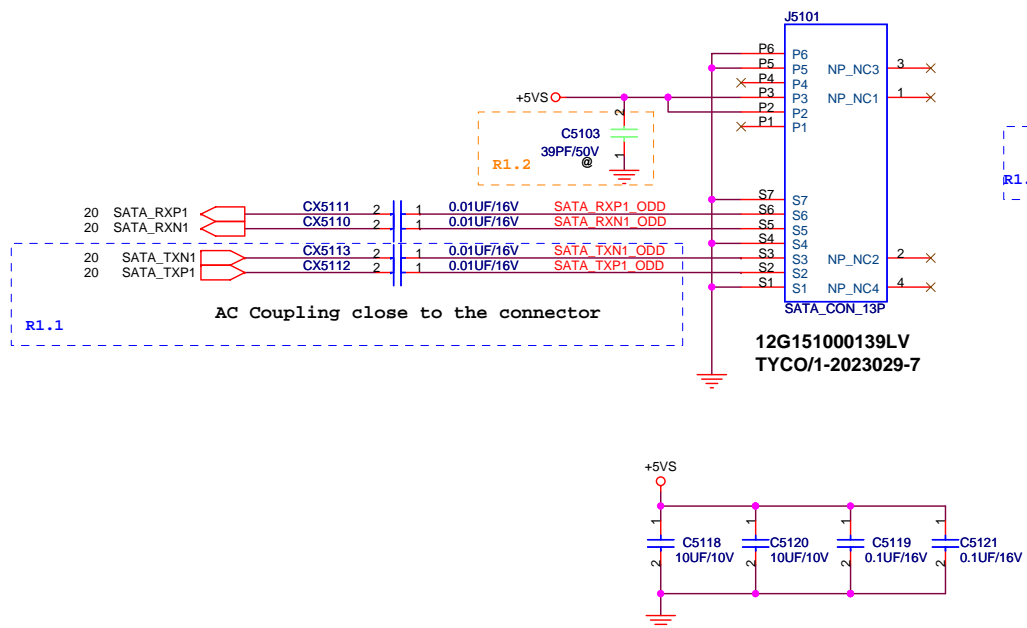 J5101
P6 P6
P5 P5
P4 P4
NP_NC3 3
P3 P3
NP_NC1 1
P2 P2
P1 P1
+5VS
2
C5103
39PF/50V
@
1
R1.2
R1.
S7 S7
20 SATA_RXP1 CX5111 2 1 0.01UF/16V SATA_RXP1_ODD S6 S6
20 SATA_RXN1 CX5110 2 1 0.01UF/16V SATA_RXN1_ODD S5 S5
S4 S4
20 SATA_TXN1 CX5113 2 1 0.01UF/16V SATA_TXN1_ODD S3 S3 NP_NC2 2
20 SATA_TXP1 CX5112 2 1 0.01UF/16V SATA_TXP1_ODD S2 S2
S1 S1 NP_NC4 4
SATA_CON_13P
AC Coupling close to the connector
R1.1
12G151000139LV
TYCO/1-2023029-7
+5VS
1 1 1 1
C5118 C5120 C5119 C5121
10UF/10V 10UF/10V 0.1UF/16V 0.1UF/16V
2 2 2 2